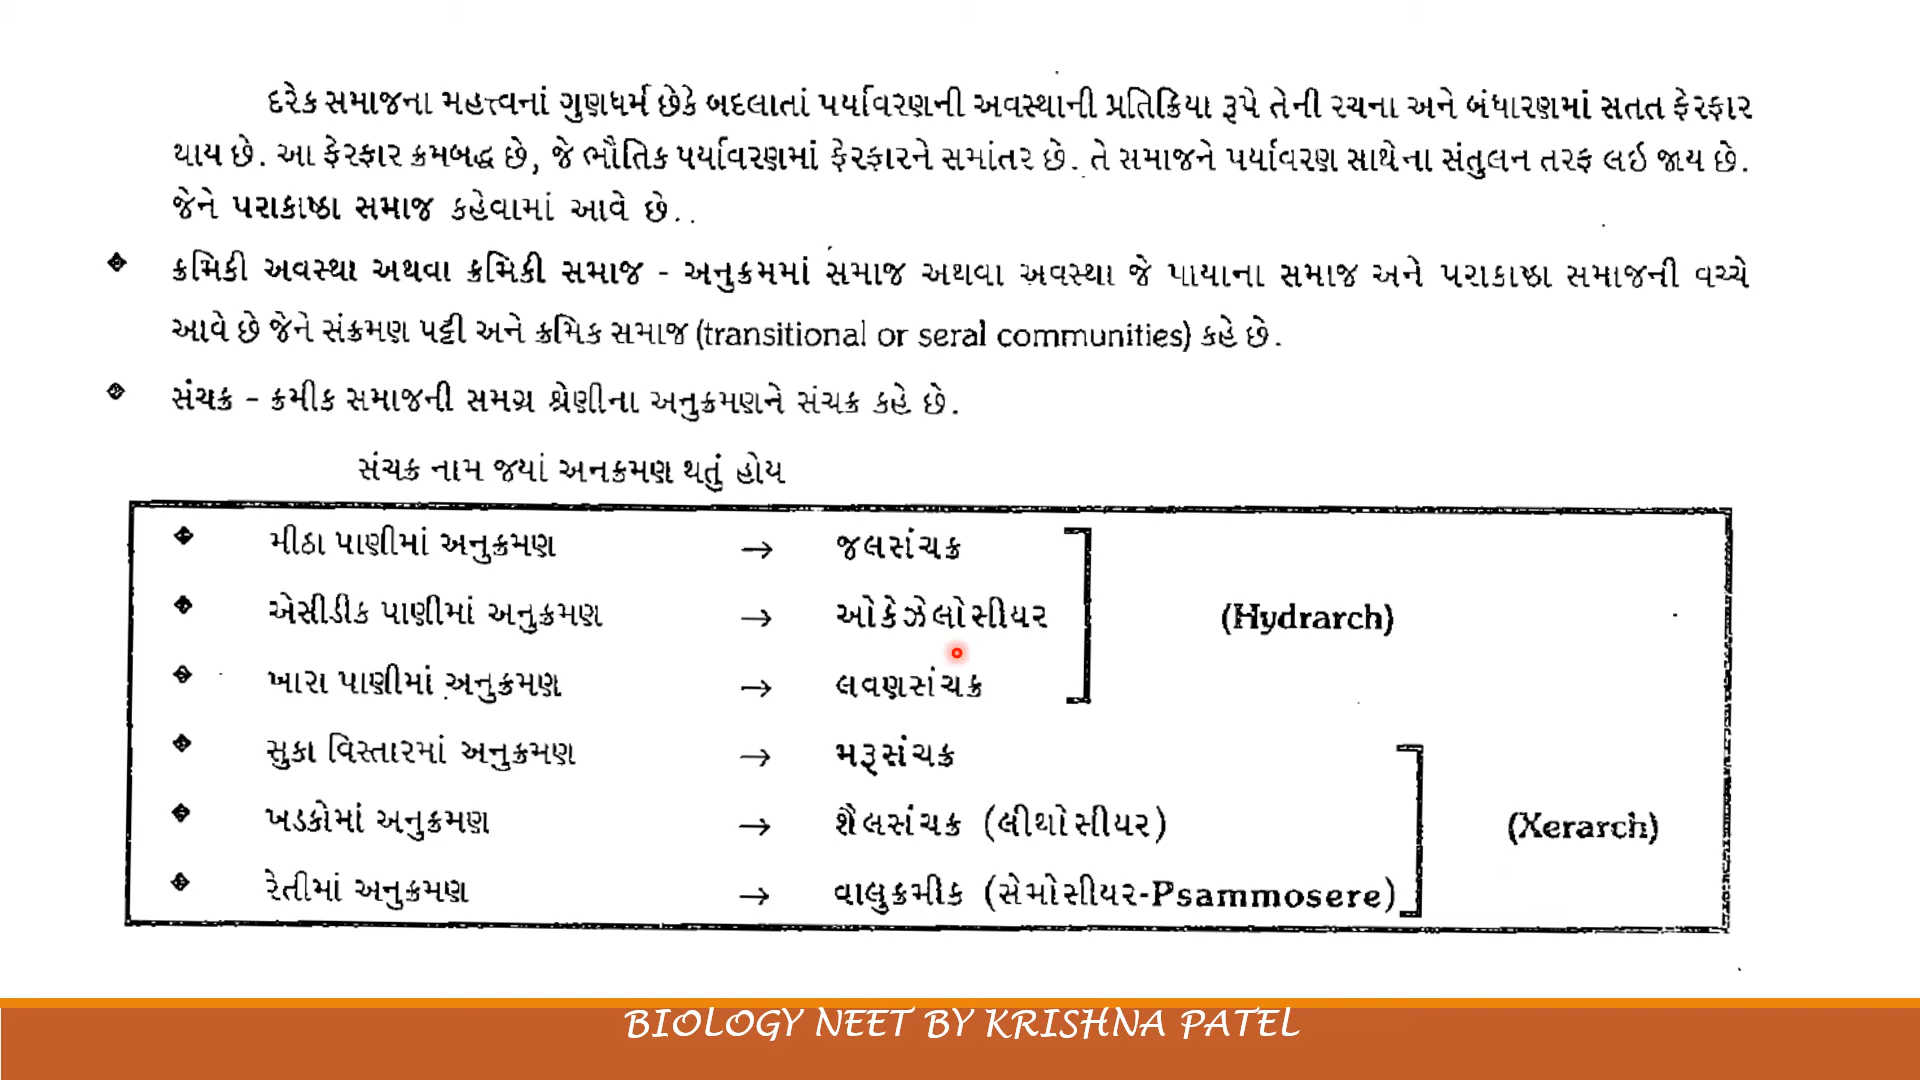 દરેક સમાજના મહત્ત્વનાં ગુણધર્મ છેકે બદલાતાં પર્યાવરણની અવસ્થાની પ્રતિક્રિયા રૂપે તેની રચના અને બંધારણમાં સતત ફેરફાર
થાય છે. આ ફેરફાર ક્રમબદ્ધ છે, જે ભૌતિક પર્યાવરણમાં ફેરફારને સમાંતર છે. તે સમાજને પર્યાવરણ સાથેના સંતુલન તરફ લઇ જાય છે.
જેને પરાકાષ્ઠા સમાજ કહેવામાં આવે છે..
❖ ક્રમિકી અવસ્થા અથવા ક્રમિકી સમાજ - અનુક્રમમાં સમાજ અથવા અવસ્થા જે પાયાના સમાજ અને પરાકાષ્ઠા સમાજની વચ્ચે
આવે છે જેને સંક્રમણ પટ્ટી અને ક્રમિક સમાજ (transitional or seral communities) કહે છે.
❖ સંચક્ર - ક્રમીક સમાજની સમગ્ર શ્રેણીના અનુક્રમણને સંચક્ર કહે છે.
સંચક્ર નામ જયાં અનક્રમણ થતું હોય
❖ મીઠા પાણીમાં અનુક્રમણ → જલસંચક્ર
❖ એસીડીક પાણીમાં અનુક્રમણ → ઓકેઝેલોસીયર (Hydrarch)
❖ ખારા પાણીમાં અનુક્રમણ → લવણસંચક્ર
❖ સુકા વિસ્તારમાં અનુક્રમણ → મરૂસંચક્ર
❖ ખડકોમાં અનુક્રમણ → શૈલસંચક્ર (લીથોસીયર) (Xerarch)
❖ રેતીમાં અનુક્રમણ → વાલુક્રમીક (સેમોસીયર-Psammosere)
BIOLOGY NEET BY KRISHNA PATEL